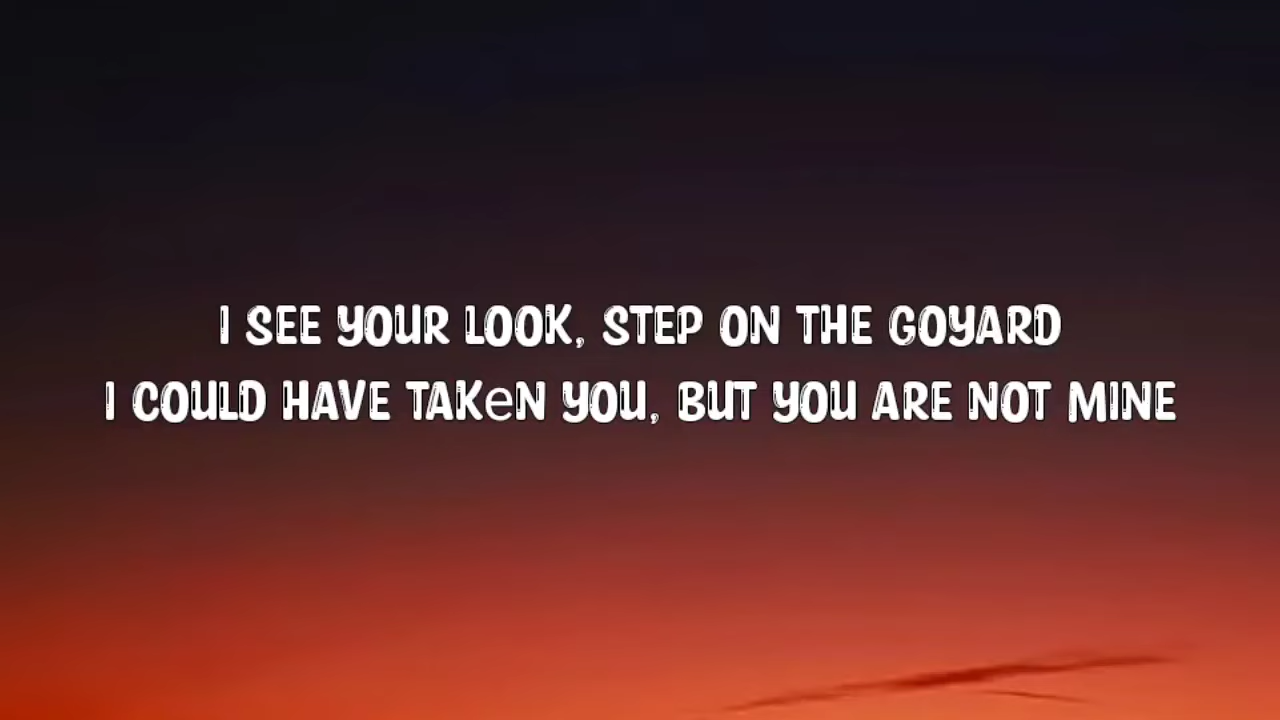 I SEE YOUR LOOK, STEP ON THE GOYARD
I COULD HAVE TAKeN YOU, BUT YOU ARE NOT MINE